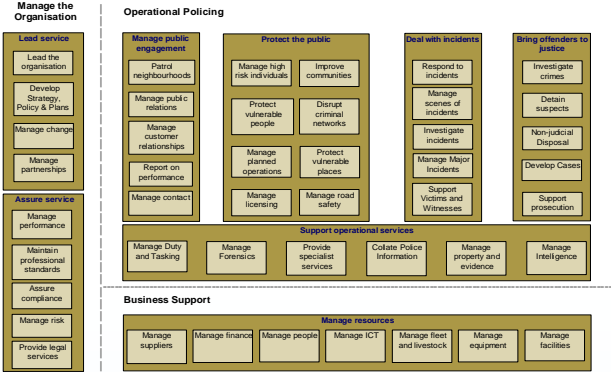 Manage the
Organisation
Lead service
Lead the
organisation
Develop
Strategy,
Policy & Plans
Manage change
Manage
partnerships
Assure service
Manage
performance
Maintain
professional
standards
Assure
compliance
Manage risk
Provide legal
services
Operational Policing
Manage public
engagement
Patrol
neighbourhoods
Manage public
relations
Manage
customer
relationships
Report on
performance
Manage contact
Protect the public
Manage high
risk individuals
Improve
communities
Protect
vulnerable
people
Disrupt
criminal
networks
Manage
planned
operations
Protect
vulnerable
places
Manage
licensing
Manage road
safety
Deal with incidents
Respond to
incidents
Manage
scenes of
incidents
Investigate
incidents
Manage Major
Incidents
Support
Victims and
Witnesses
Bring offenders to
justice
Investigate
crimes
Detain
suspects
Non-judicial
Disposal
Develop Cases
Support
prosecution
Support operational services
Manage Duty
and Tasking
Manage
Forensics
Provide
specialist
services
Collate Police
Information
Manage
property and
evidence
Manage
Intelligence
Business Support
Manage resources
Manage
suppliers
Manage finance
Manage people
Manage ICT
Manage fleet
and livestock
Manage
equipment
Manage
facilities